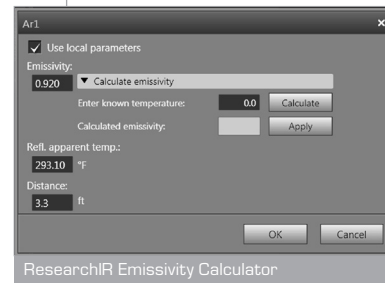 Ar1
Use local parameters
Emissivity:
0.920 Calculate emissivity
Enter known temperature: 0.0 Calculate
Calculated emissivity: Apply
Refl. apparent temp.:
293.10 °F
Distance:
3.3 ft
OK Cancel
ResearchIR Emissivity Calculator